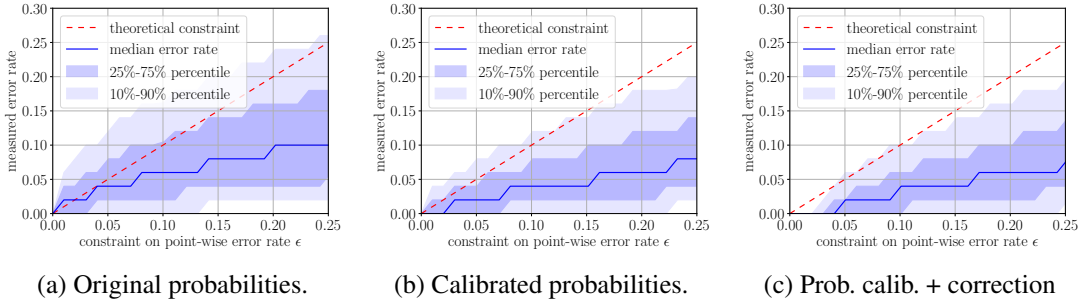 0.30
0.25
0.20
0.15
0.10
0.05
0.00
measured error rate
theoretical constraint
median error rate
25%-75% percentile
10%-90% percentile
0.00 0.05 0.10 0.15 0.20 0.25
constraint on point-wise error rate ϵ
(a) Original probabilities.
0.30
0.25
0.20
0.15
0.10
0.05
0.00
measured error rate
theoretical constraint
median error rate
25%-75% percentile
10%-90% percentile
0.00 0.05 0.10 0.15 0.20 0.25
constraint on point-wise error rate ϵ
(b) Calibrated probabilities.
0.30
0.25
0.20
0.15
0.10
0.05
0.00
measured error rate
theoretical constraint
median error rate
25%-75% percentile
10%-90% percentile
0.00 0.05 0.10 0.15 0.20 0.25
constraint on point-wise error rate ϵ
(c) Prob. calib. + correction